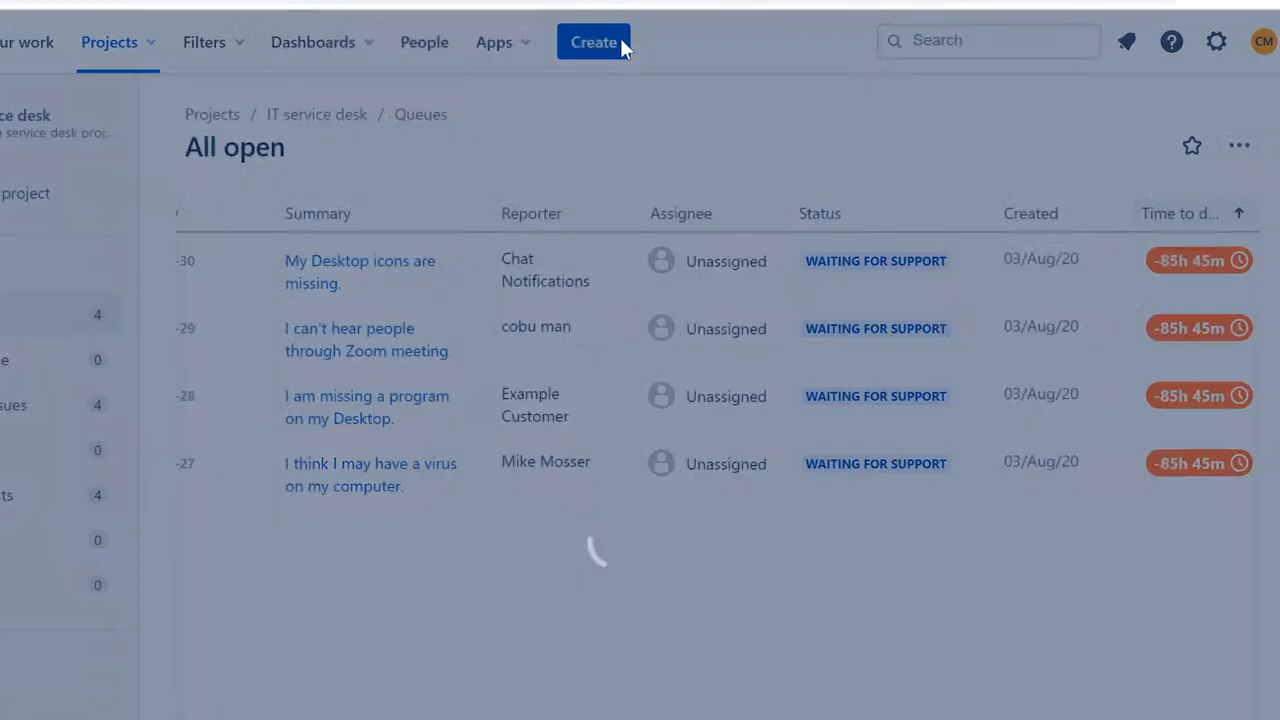 ur work Projects Filters Dashboards People Apps Create Search CM
ce desk
service desk proj...
project
Projects / IT service desk / Queues
All open
Summary Reporter Assignee Status Created Time to d...
-30 My Desktop icons are missing. Chat Notifications Unassigned WAITING FOR SUPPORT 03/Aug/20 -85h 45m
-29 I can't hear people through Zoom meeting. cobu man Unassigned WAITING FOR SUPPORT 03/Aug/20 -85h 45m
-28 I am missing a program on my Desktop. Example Customer Unassigned WAITING FOR SUPPORT 03/Aug/20 -85h 45m
-27 I think I may have a virus on my computer. Mike Mosser Unassigned WAITING FOR SUPPORT 03/Aug/20 -85h 45m
4
e 0
sues 4
0
ts 4
0
0